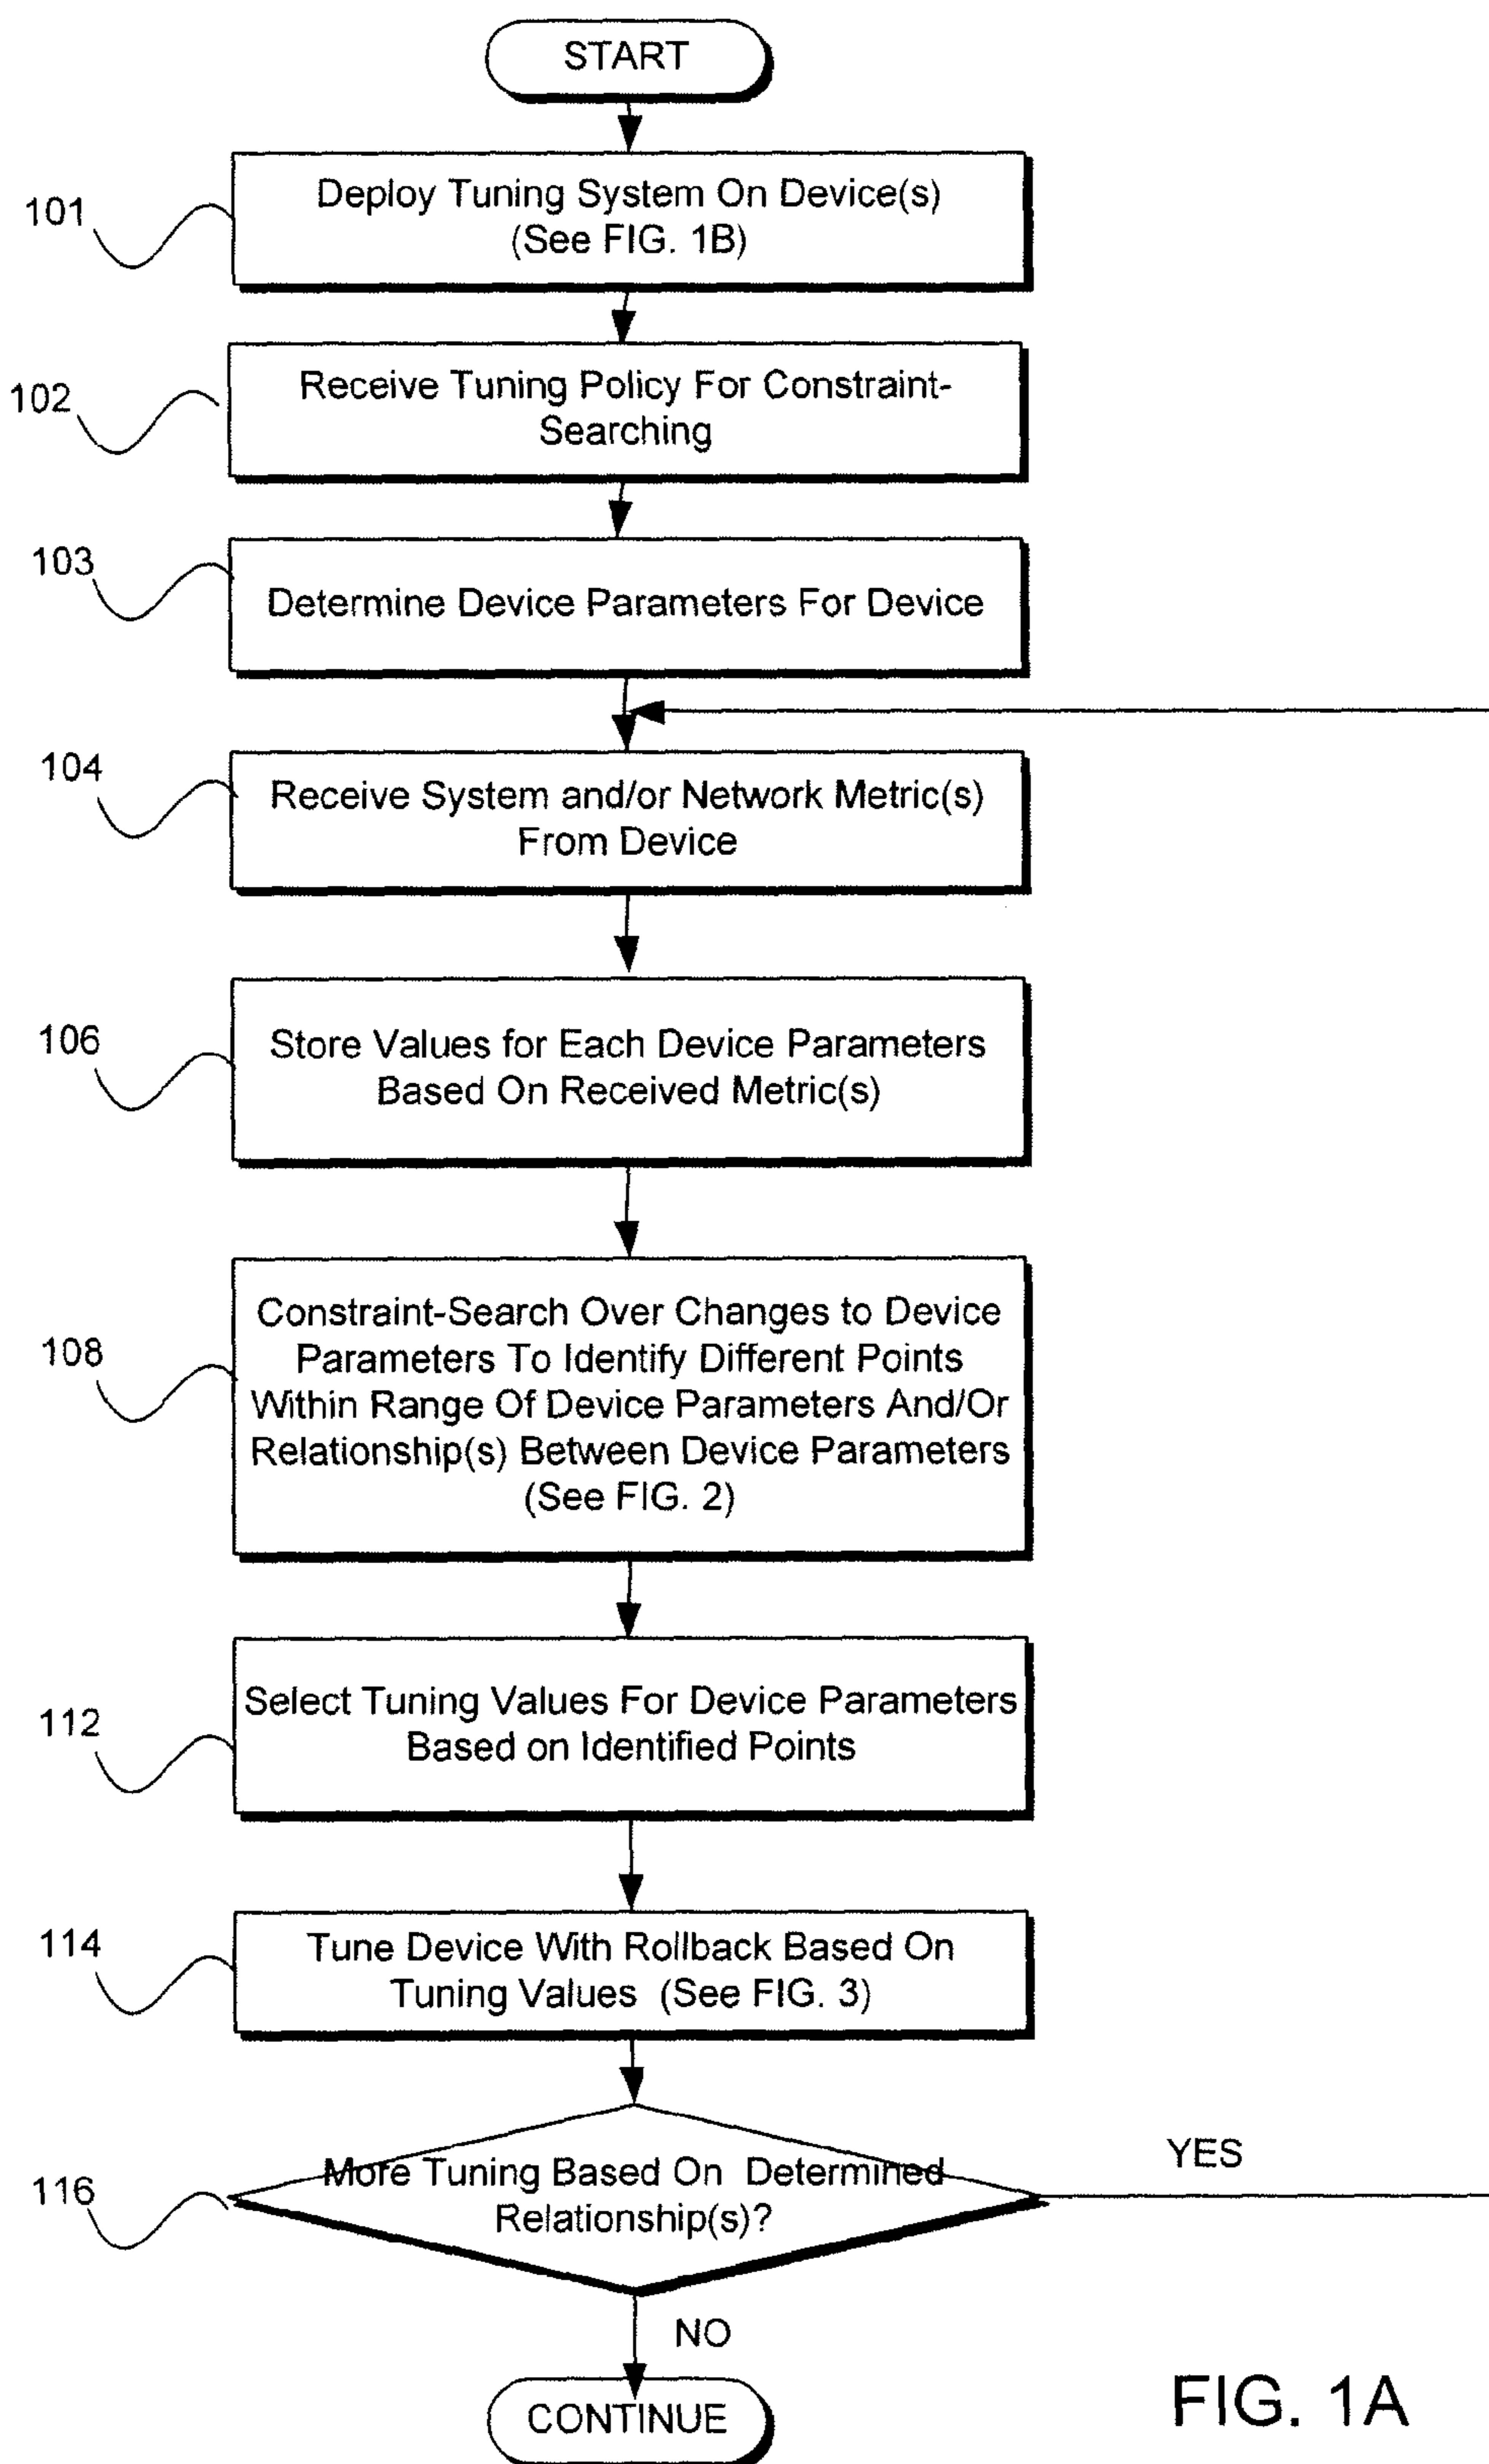 START
101
Deploy Tuning System On Device(s)
(See FIG. 1B)
102
Receive Tuning Policy For Constraint-
Searching
103
Determine Device Parameters For Device
104
Receive System and/or Network Metric(s)
From Device
106
Store Values for Each Device Parameters
Based On Received Metric(s)
108
Constraint-Search Over Changes to Device
Parameters To Identify Different Points
Within Range Of Device Parameters And/Or
Relationship(s) Between Device Parameters
(See FIG. 2)
112
Select Tuning Values For Device Parameters
Based on Identified Points
114
Tune Device With Rollback Based On
Tuning Values (See FIG. 3)
116
More Tuning Based On Determined
Relationship(s)?
YES
NO
CONTINUE
FIG. 1A